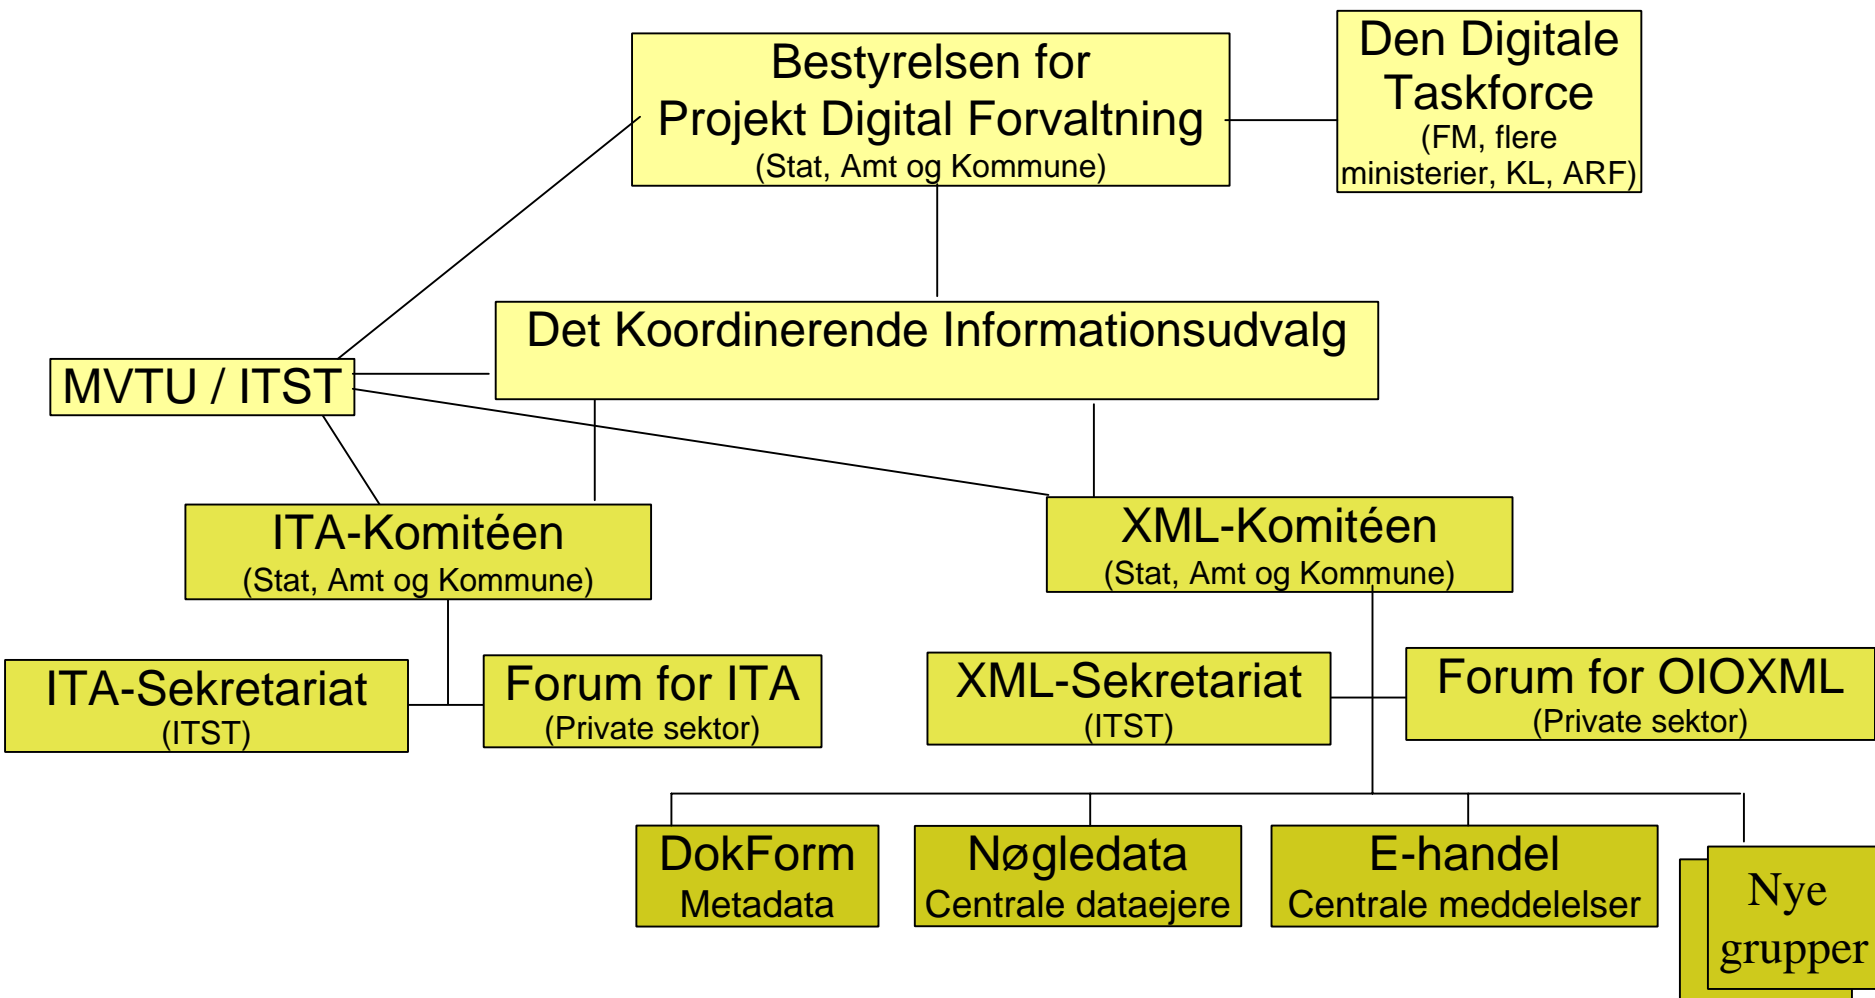 Bestyrelsen for
Projekt Digital Forvaltning
(Stat, Amt og Kommune)
Den Digitale
Taskforce
(FM, flere
ministerier, KL, ARF)
Det Koordinerende Informationsudvalg
MVTU / ITST
ITA-Komitéen
(Stat, Amt og Kommune)
XML-Komitéen
(Stat, Amt og Kommune)
ITA-Sekretariat
(ITST)
Forum for ITA
(Private sektor)
XML-Sekretariat
(ITST)
Forum for OIOXML
(Private sektor)
DokForm
Metadata
Nøgledata
Centrale dataejere
E-handel
Centrale meddelelser
Nye
grupper